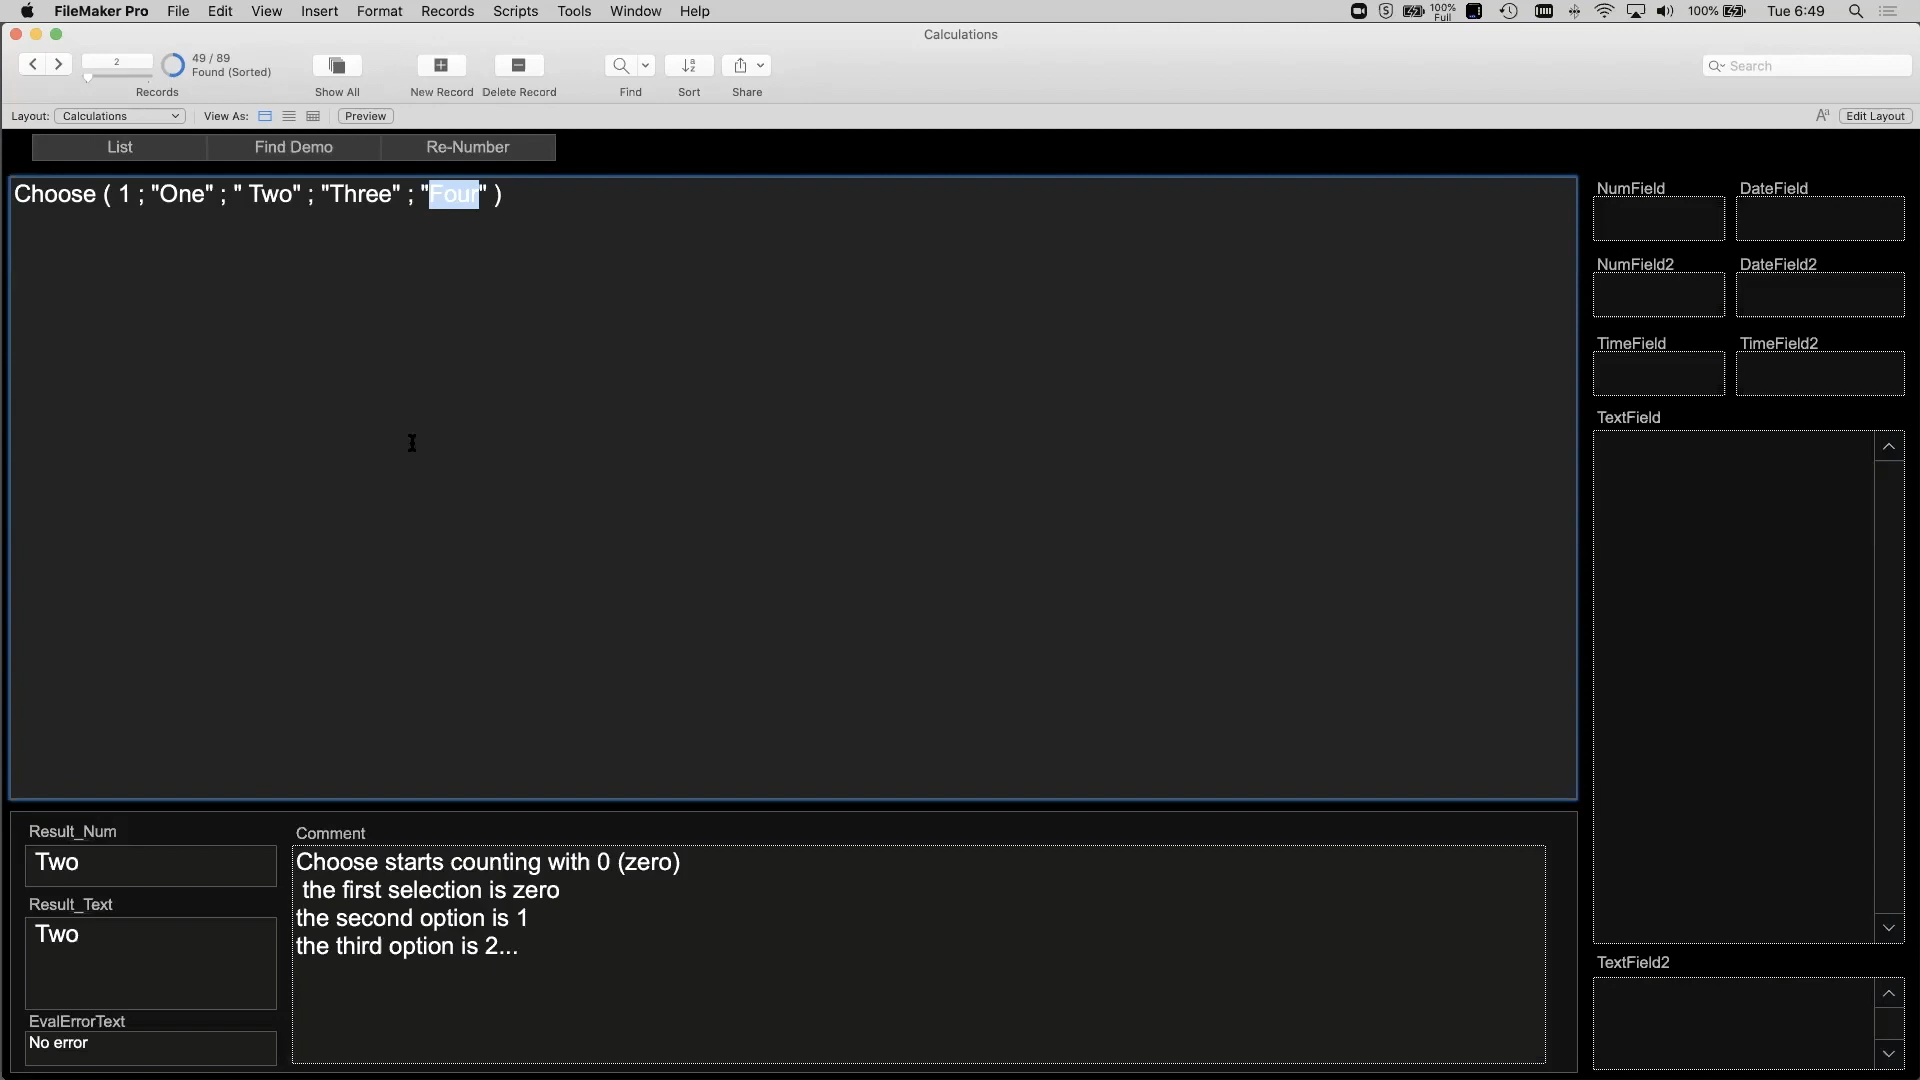 FileMaker Pro File Edit View Insert Format Records Scripts Tools Window Help 100% Full 100% Tue 6:49
Calculations
2
49 / 89
Found (Sorted)
Search
Records Show All New Record Delete Record Find Sort Share
Layout: Calculations View As: Preview Aa Edit Layout
List Find Demo Re-Number
Choose ( 1 ; "One" ; " Two" ; "Three" ; "Four" )
NumField DateField
NumField2 DateField2
TimeField TimeField2
TextField
Result_Num
Two
Result_Text
Two
EvalErrorText
No error
Comment
Choose starts counting with 0 (zero)
the first selection is zero
the second option is 1
the third option is 2...
TextField2